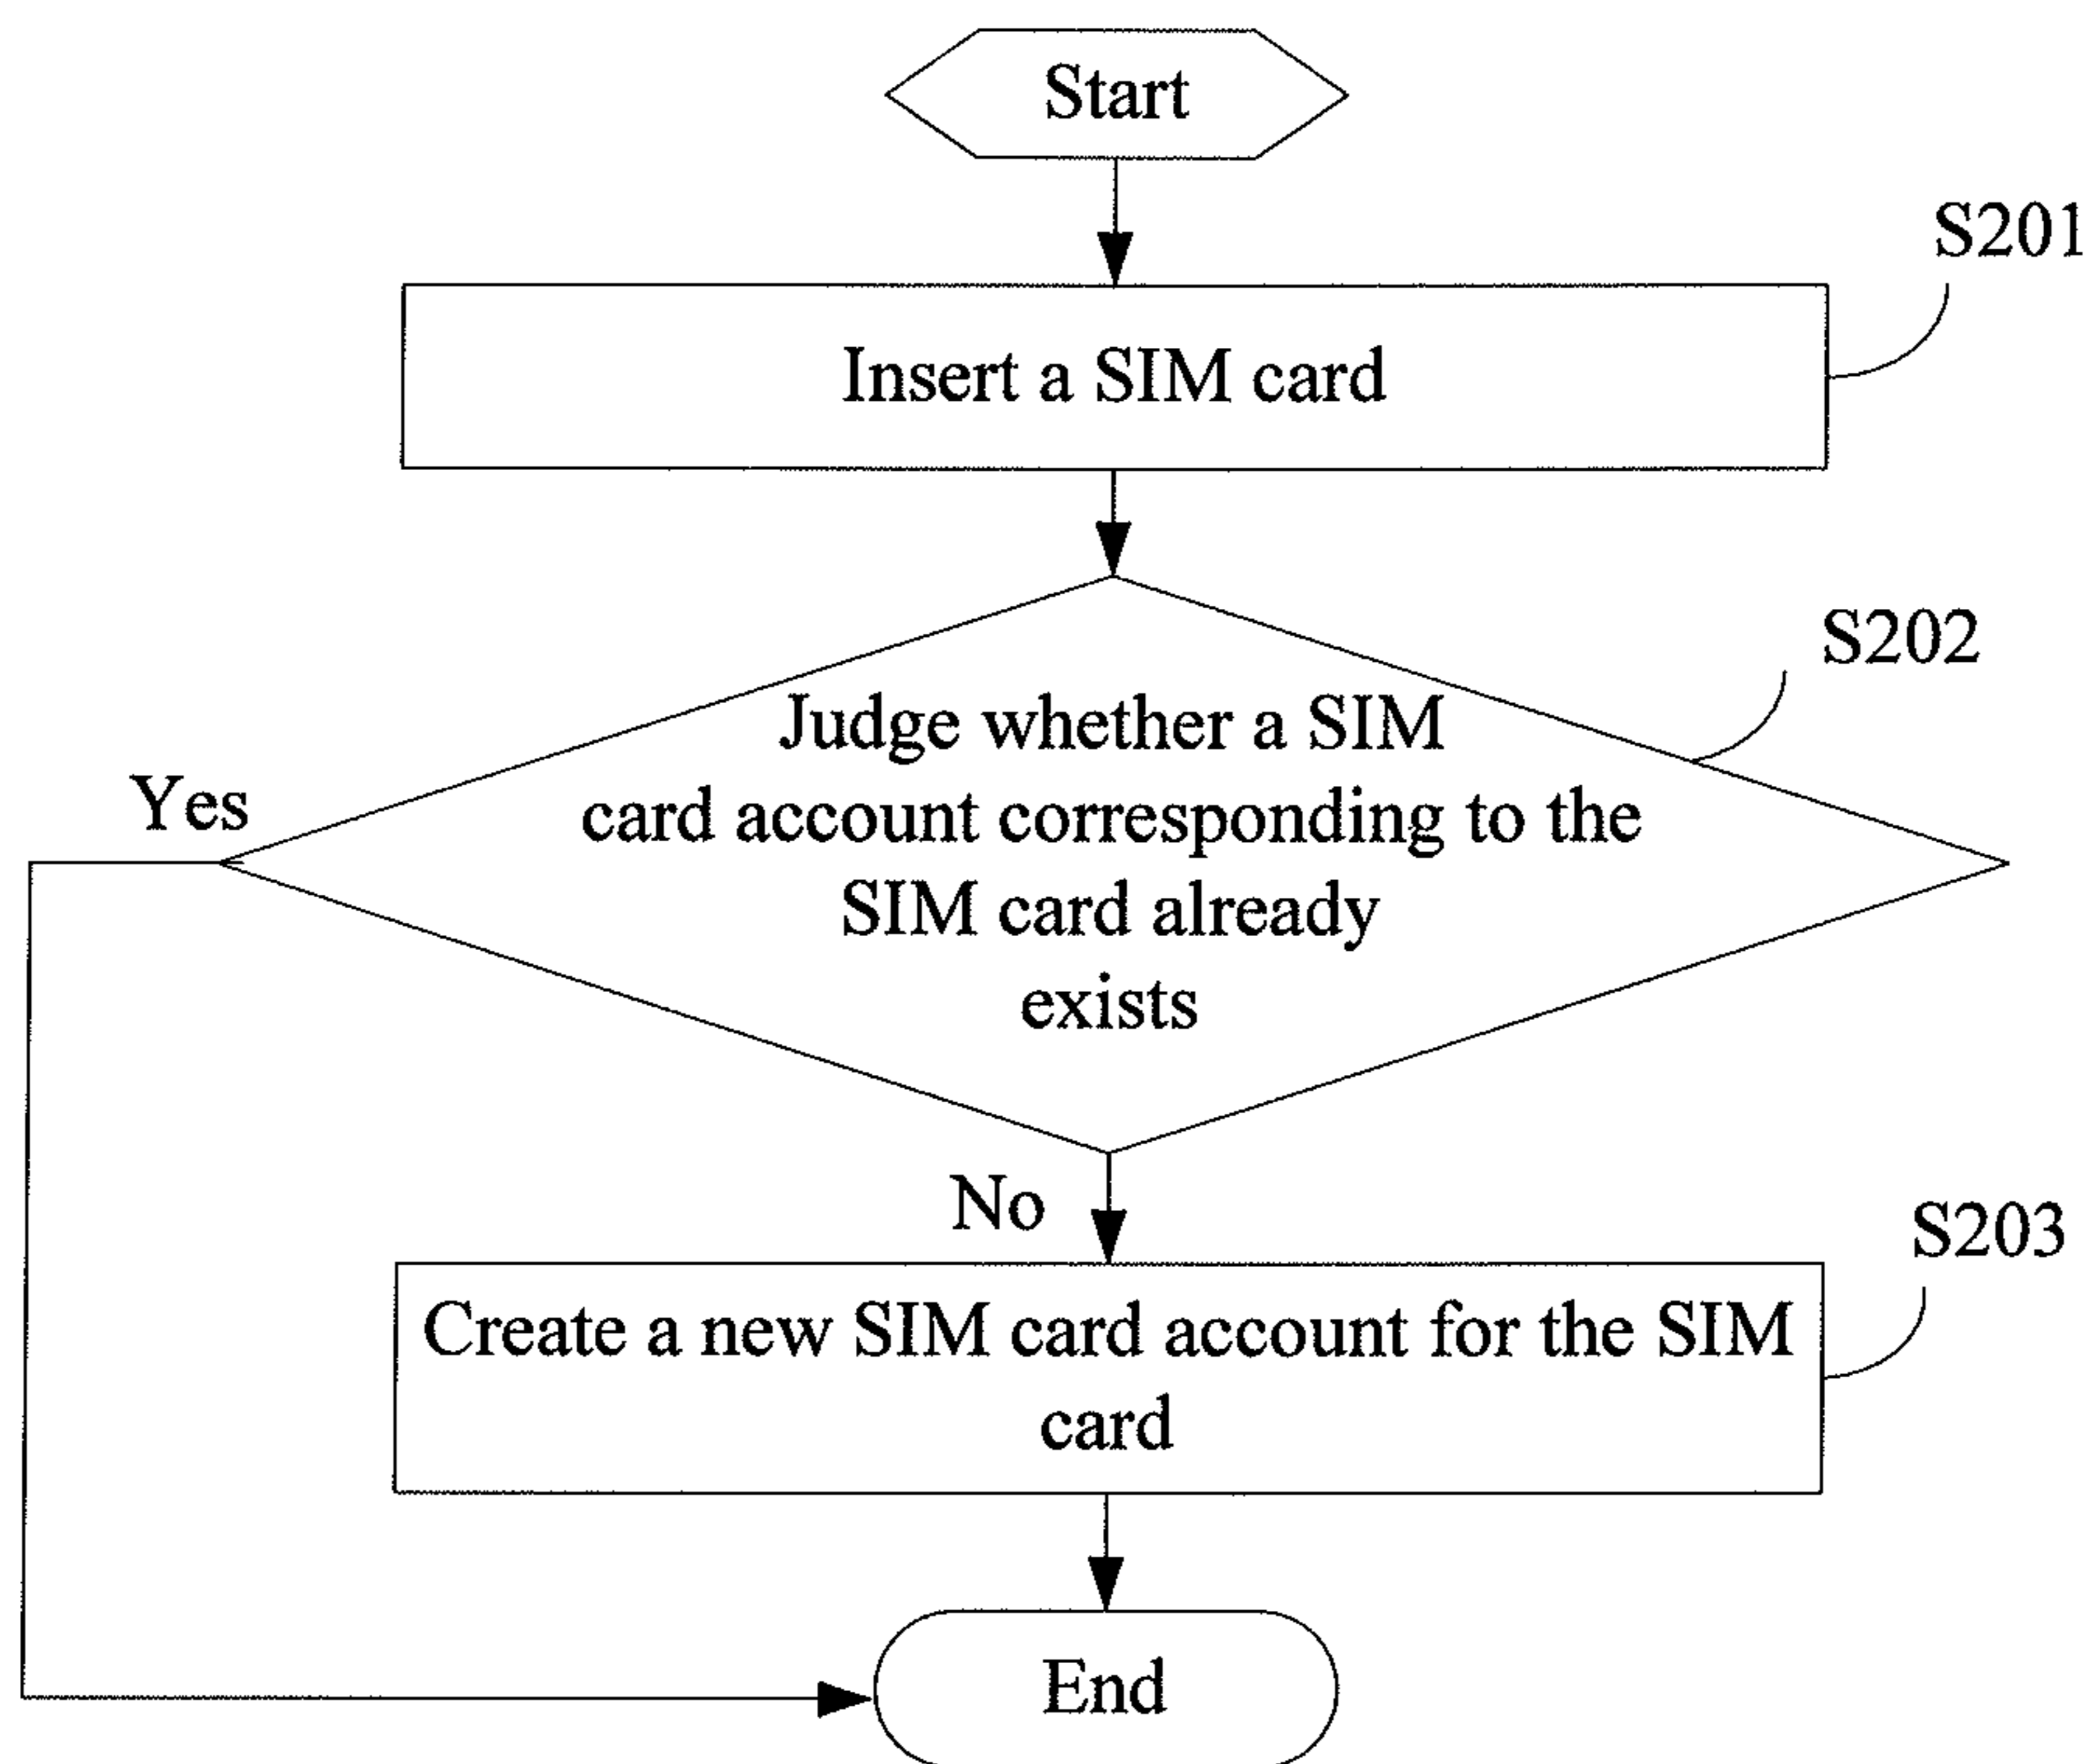 Start
S201
Insert a SIM card
S202
Judge whether a SIM
card account corresponding to the
SIM card already
exists
Yes
No
S203
Create a new SIM card account for the SIM
card
End